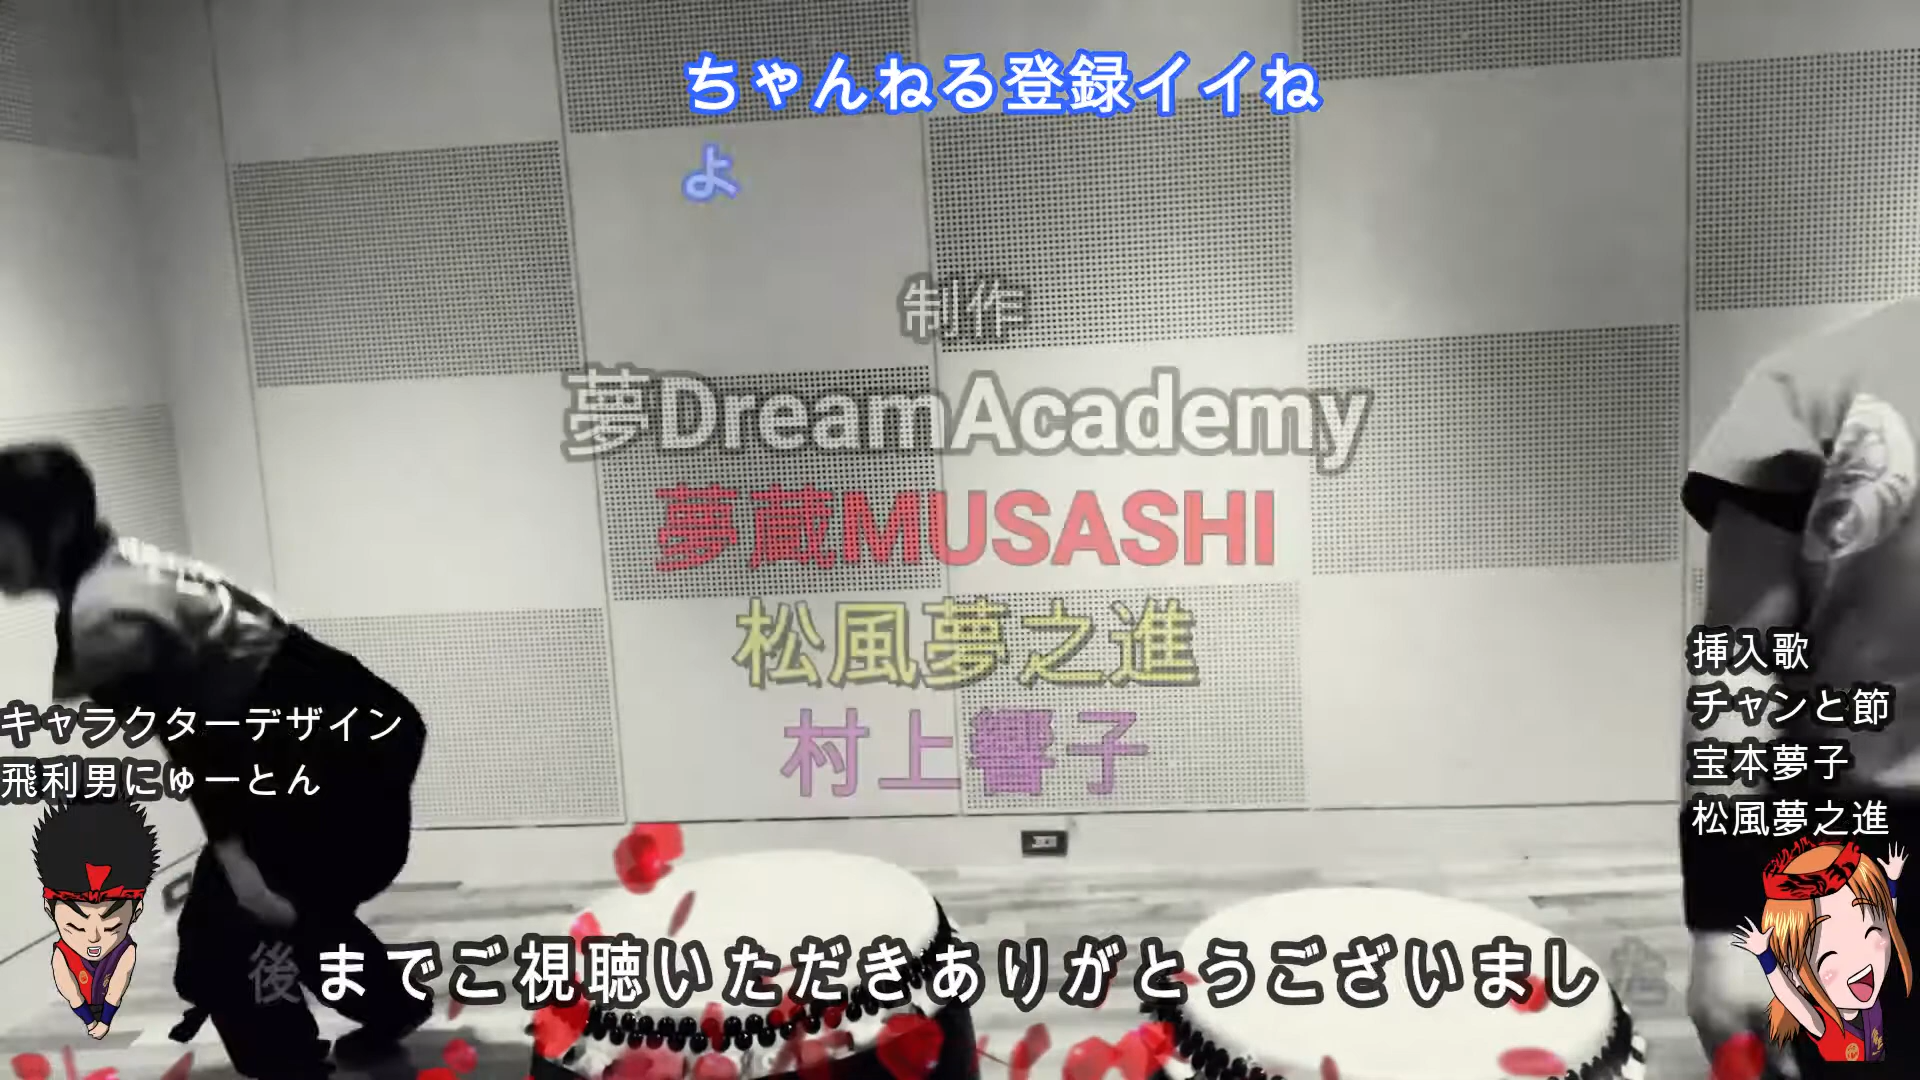 ちゃんねる登録イイね
よ
制作
夢DreamAcademy
夢蔵MUSASHI
松風夢之進
村上響子
キャラクターデザイン
飛利男にゅーとん
挿入歌
チャンと節
宝本夢子
松風夢之進
後までご視聴いただきありがとうございました